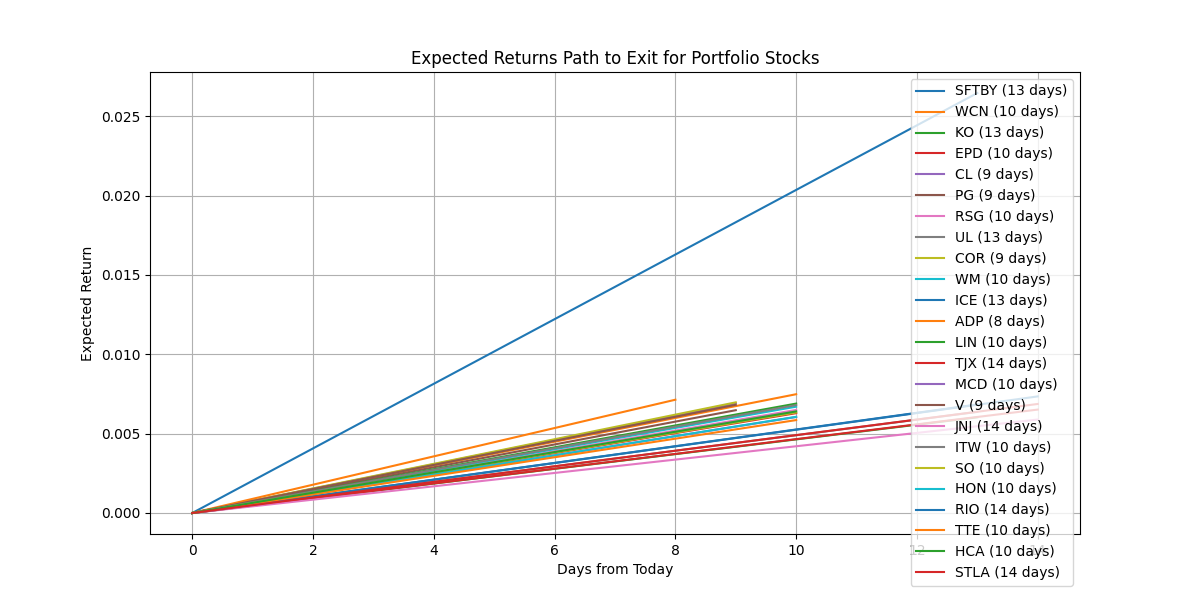 Expected Returns Path to Exit for Portfolio Stocks
Expected Return
0.025
0.020
0.015
0.010
0.005
0.000
0 2 4 6 8 10 12 14
Days from Today
SFTBY (13 days)
WCN (10 days)
KO (13 days)
EPD (10 days)
CL (9 days)
PG (9 days)
RSG (10 days)
UL (13 days)
COR (9 days)
WM (10 days)
ICE (13 days)
ADP (8 days)
LIN (10 days)
TJX (14 days)
MCD (10 days)
V (9 days)
JNJ (14 days)
ITW (10 days)
SO (10 days)
HON (10 days)
RIO (14 days)
TTE (10 days)
HCA (10 days)
STLA (14 days)